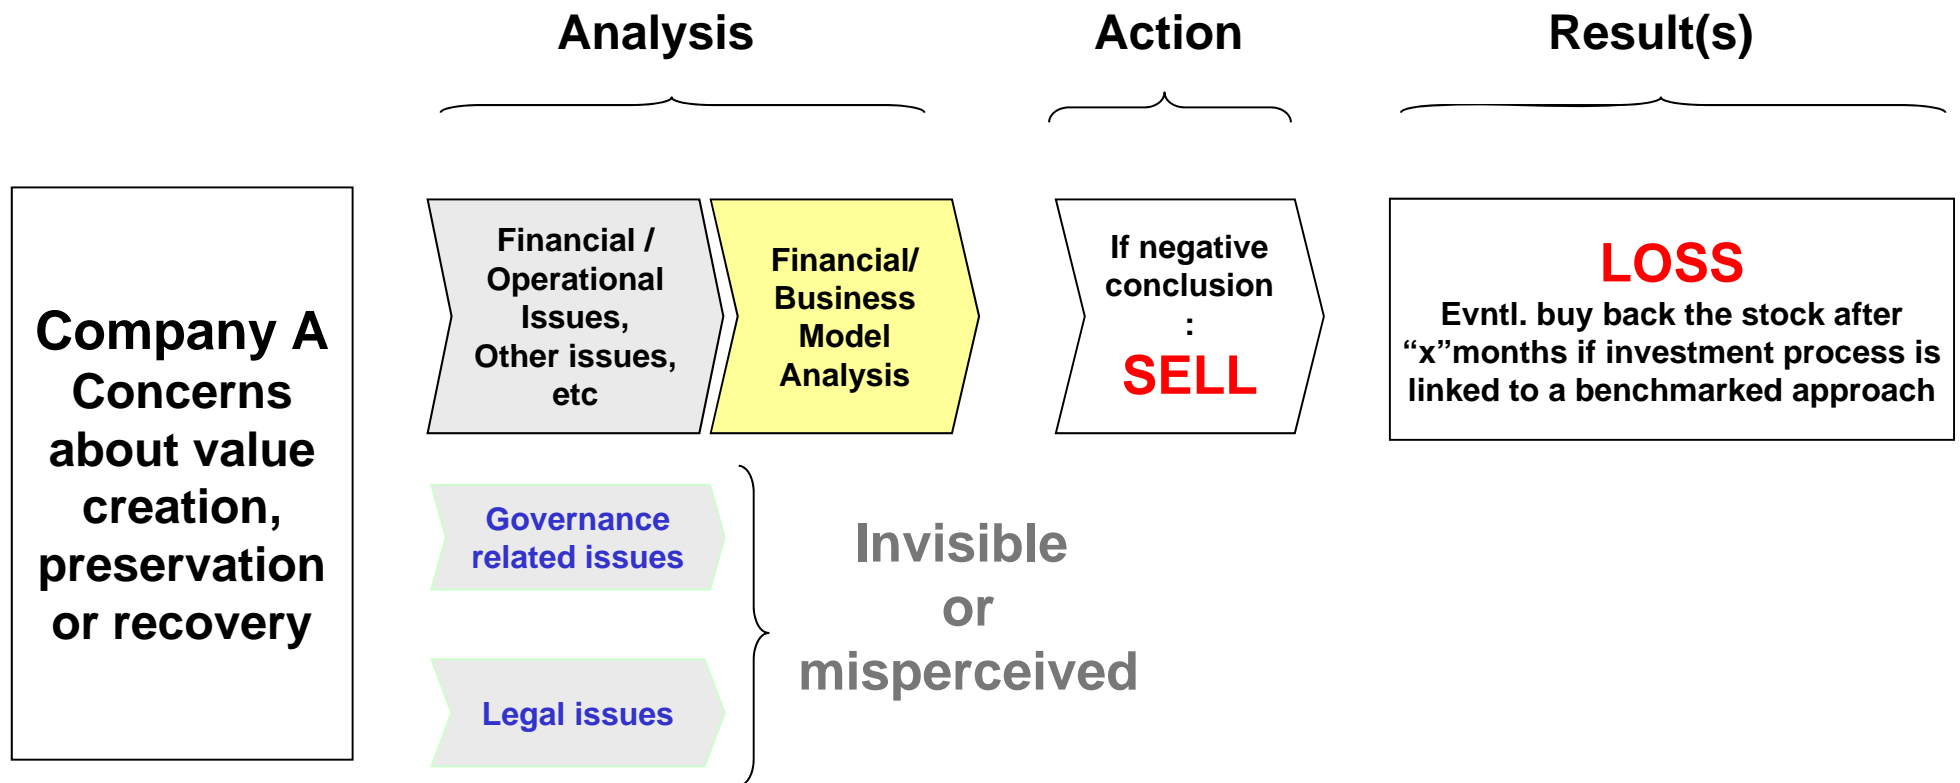 Analysis
Action
Result(s)
Company A
Concerns
about value
creation,
preservation
or recovery
Financial /
Operational
Issues,
Other issues,
etc
Financial/
Business
Model
Analysis
If negative
conclusion
:
SELL
LOSS
Evntl. buy back the stock after
“x”months if investment process is
linked to a benchmarked approach
Governance
related issues
Legal issues
Invisible
or
misperceived